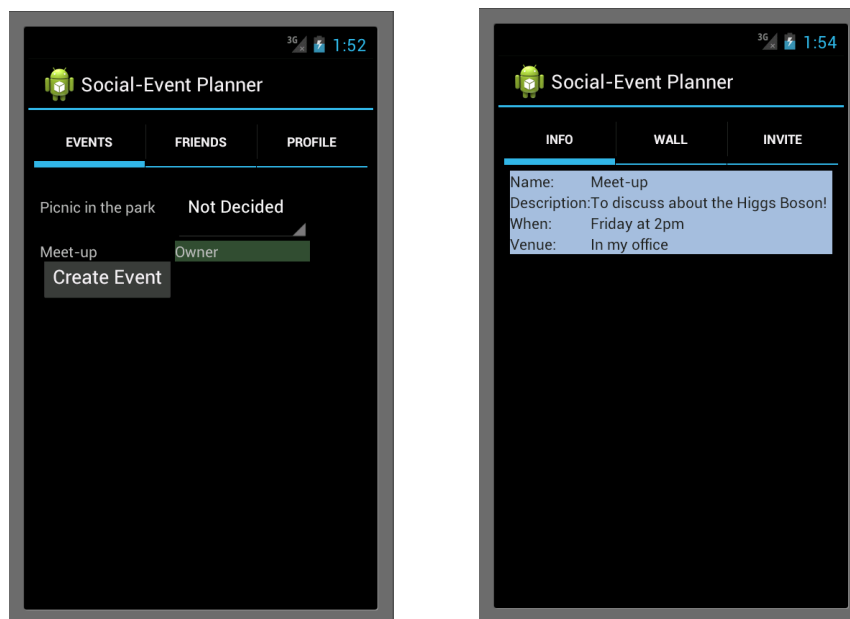 3G 1:52
Social-Event Planner
EVENTS FRIENDS PROFILE
Picnic in the park Not Decided
Meet-up Owner
Create Event
3G 1:54
Social-Event Planner
INFO WALL INVITE
Name: Meet-up
Description:To discuss about the Higgs Boson!
When: Friday at 2pm
Venue: In my office